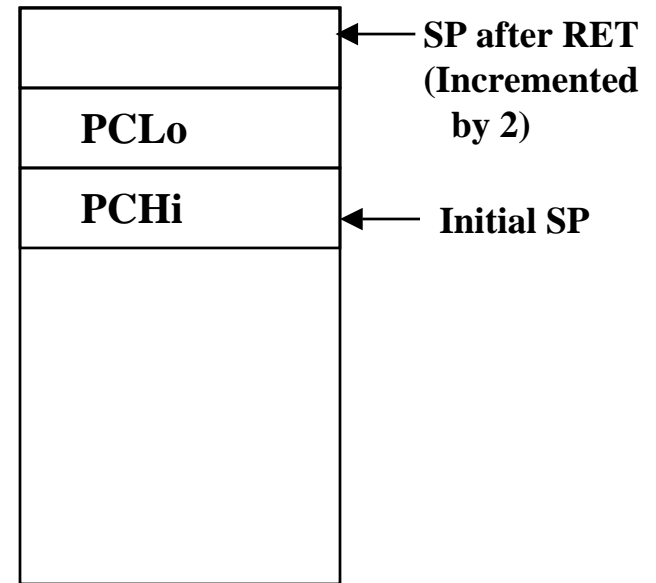 SP after RET
(Incremented
by 2)
PCLo
PCHi
Initial SP